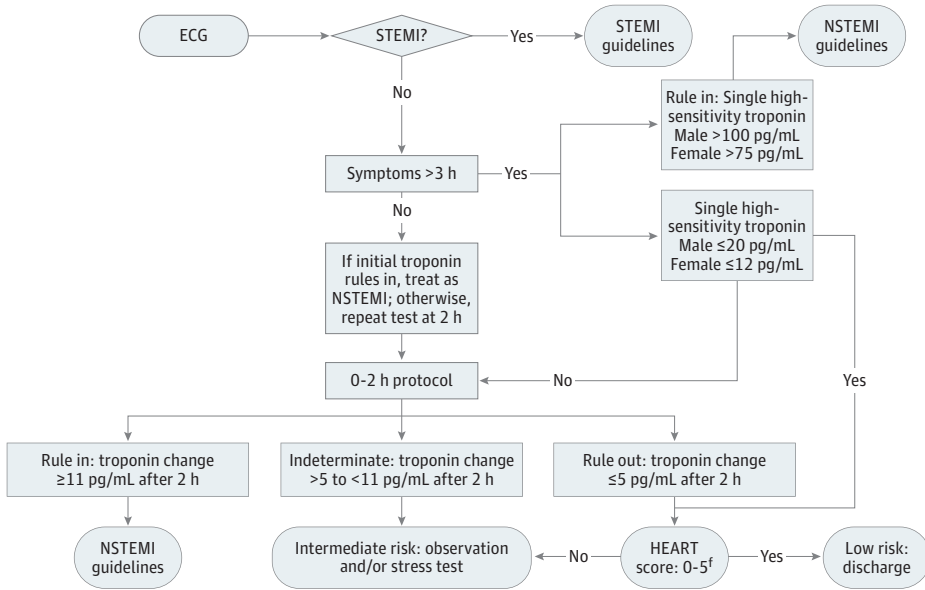 ECG
STEMI?
Yes
STEMI
guidelines
NSTEMI
guidelines
No
Rule in: Single high-
sensitivity troponin
Male >100 pg/mL
Female >75 pg/mL
Symptoms >3 h
Yes
No
Single high-
sensitivity troponin
Male ≤20 pg/mL
Female ≤12 pg/mL
If initial troponin
rules in, treat as
NSTEMI; otherwise,
repeat test at 2 h
0-2 h protocol
No
Yes
Rule in: troponin change
≥11 pg/mL after 2 h
Indeterminate: troponin change
>5 to <11 pg/mL after 2 h
Rule out: troponin change
≤5 pg/mL after 2 h
NSTEMI
guidelines
Intermediate risk: observation
and/or stress test
No
HEART
score: 0-5f
Yes
Low risk:
discharge